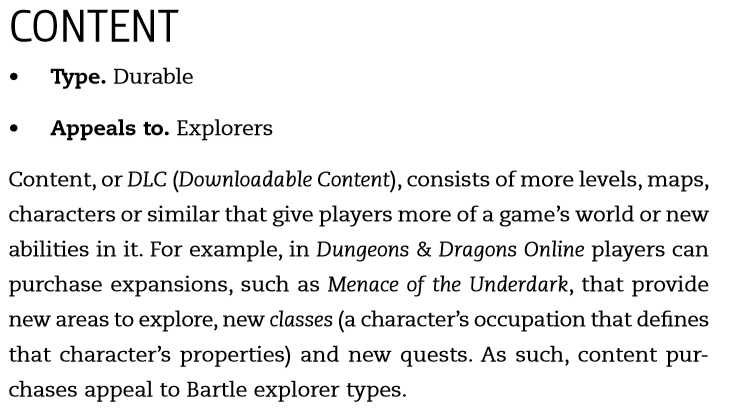 CONTENT
• Type. Durable
• Appeals to. Explorers
Content, or DLC (Downloadable Content), consists of more levels, maps,
characters or similar that give players more of a game’s world or new
abilities in it. For example, in Dungeons & Dragons Online players can
purchase expansions, such as Menace of the Underdark, that provide
new areas to explore, new classes (a character’s occupation that defines
that character’s properties) and new quests. As such, content pur-
chases appeal to Bartle explorer types.